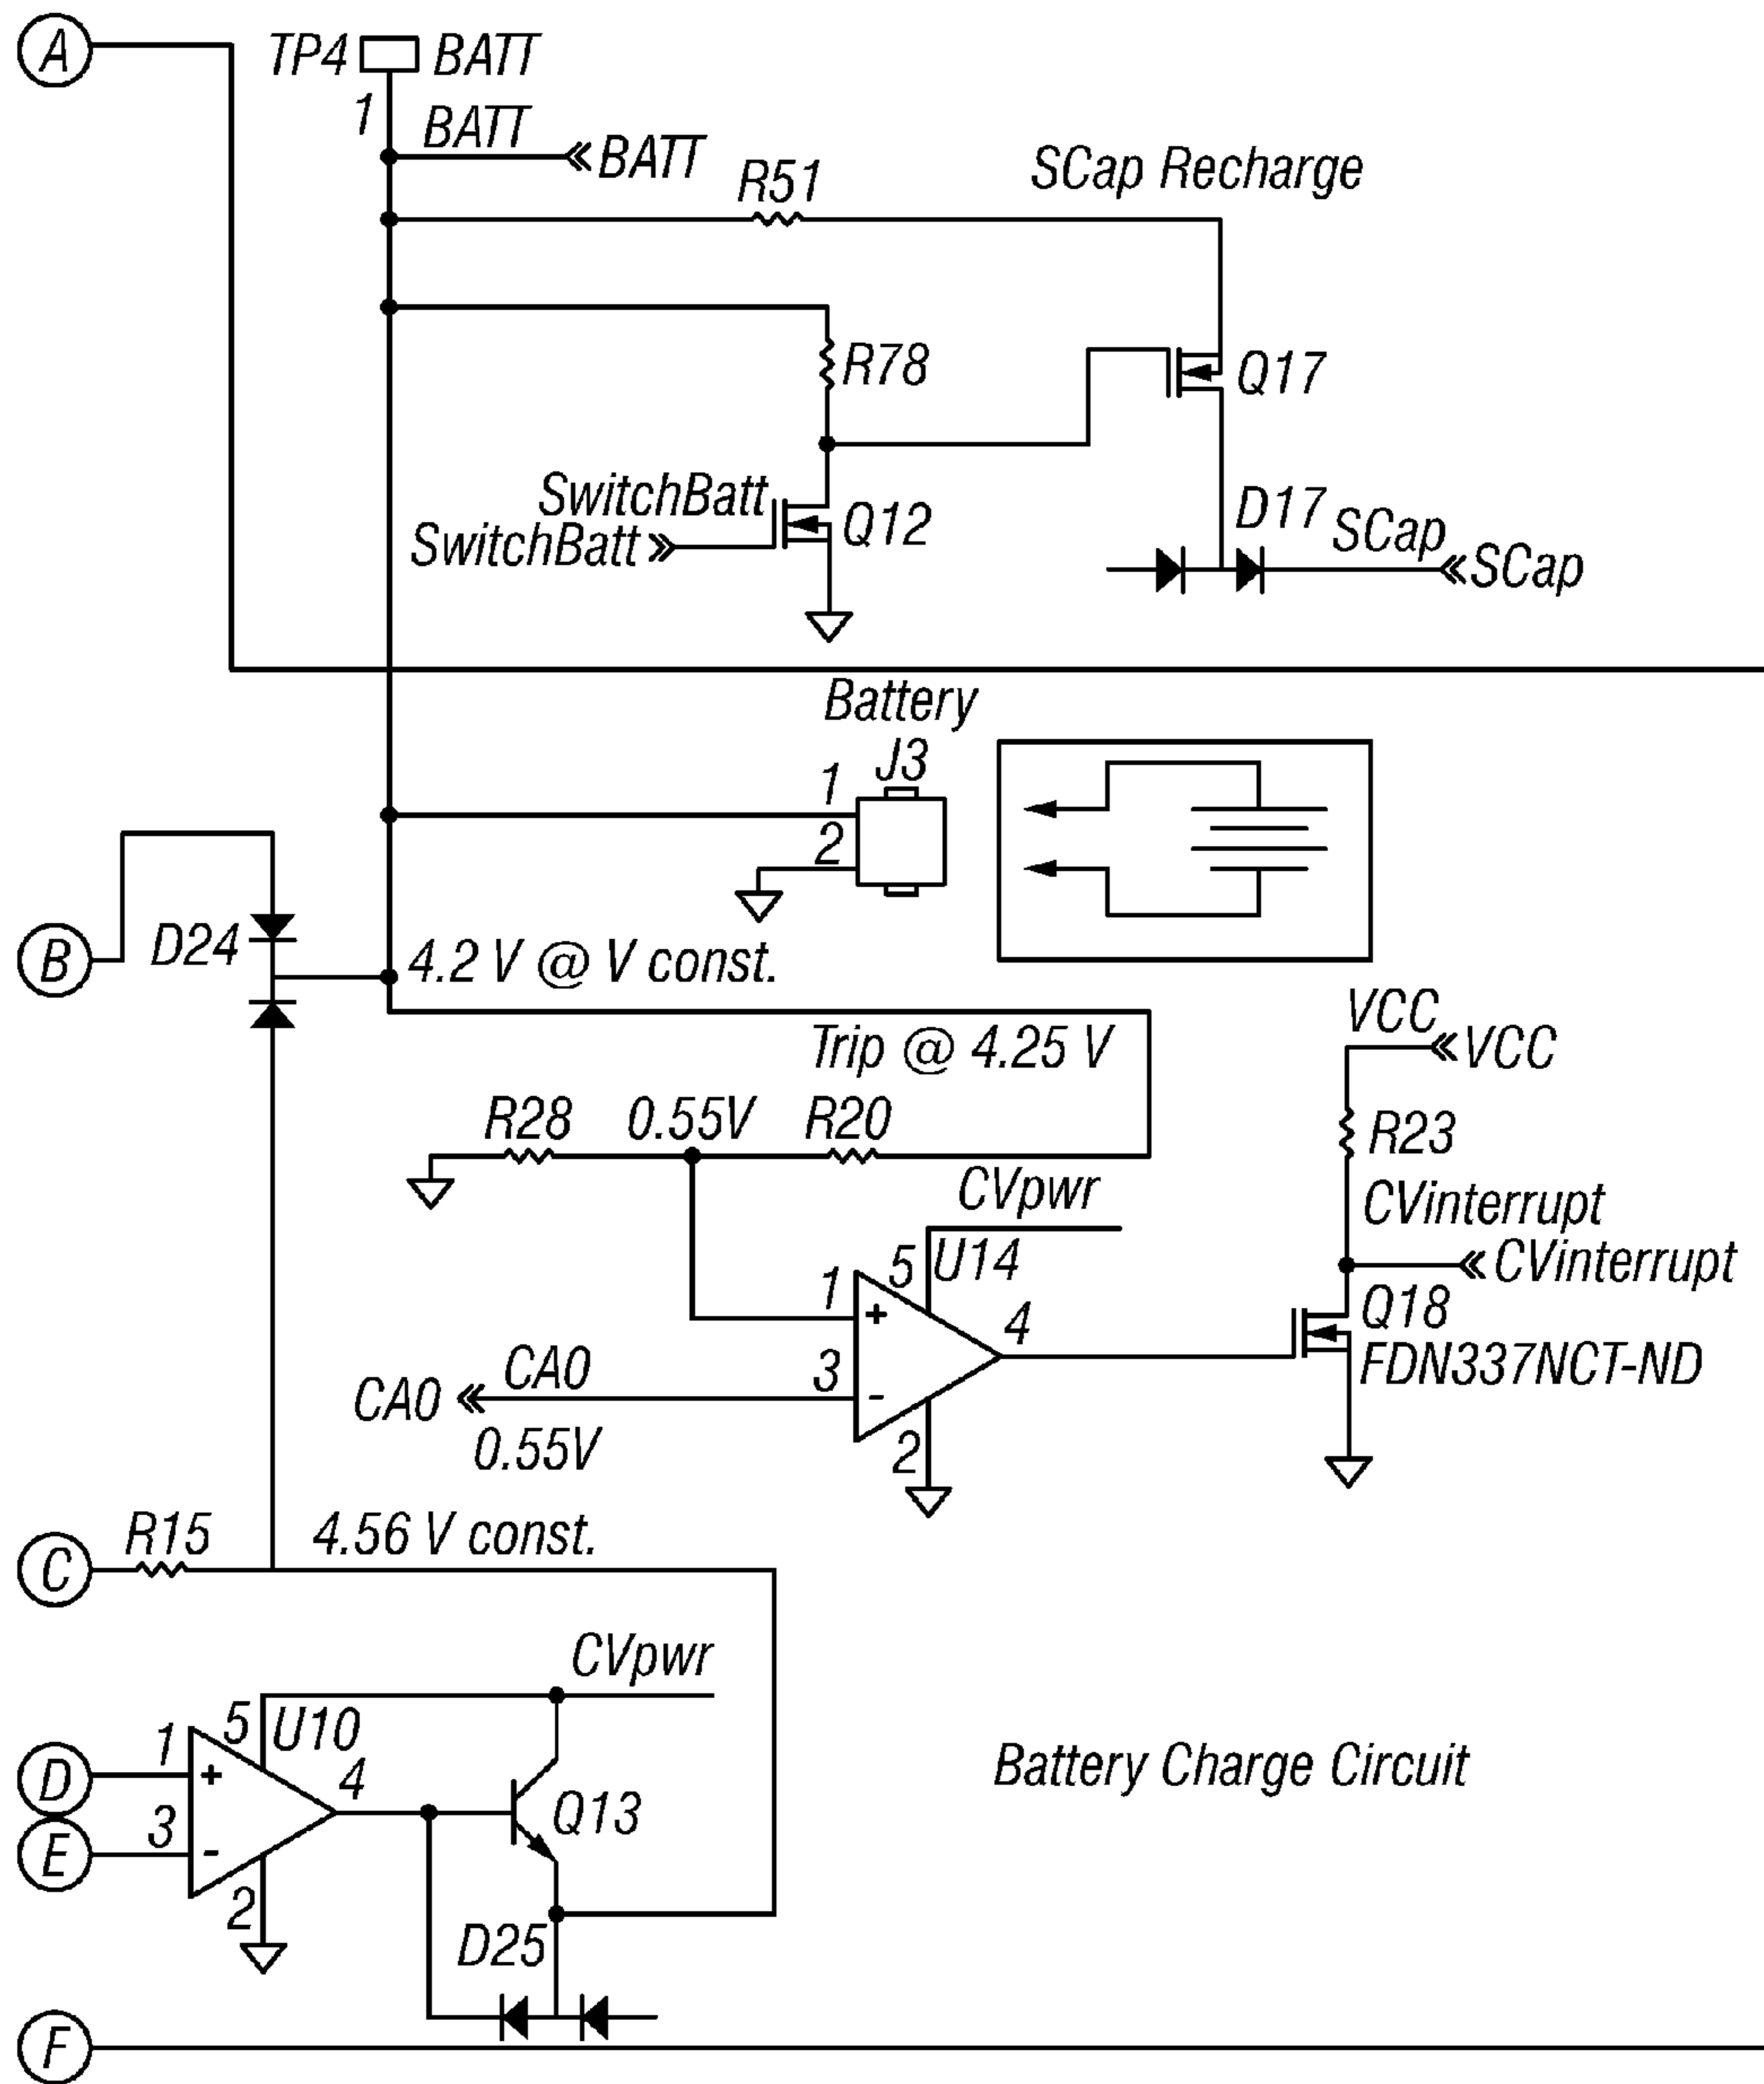 A
TP4 BATT
1
BATT
BATT
R51
SCap Recharge
R78
Q17
SwitchBatt
SwitchBatt
Q12
D17
SCap
SCap
Battery
J3
1
2
B
D24
4.2 V @ V const.
Trip @ 4.25 V
VCC
VCC
R28
0.55V
R20
R23
CVpwr
CVinterrupt
CVinterrupt
5
U14
1
+
4
Q18
FDN337NCT-ND
CA0
CA0
3
-
0.55V
2
R15
4.56 V const.
C
CVpwr
5
U10
1
D
+
4
Q13
Battery Charge Circuit
3
E
-
2
D25
F